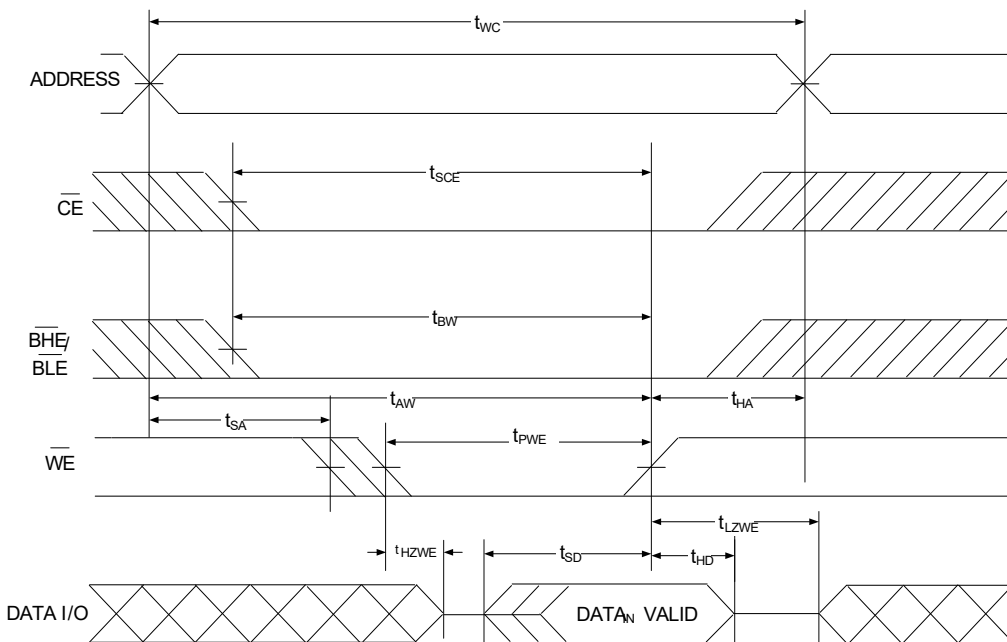 tWC
ADDRESS
tSCE
CE
tBW
BHE/
BLE
tAW
tHA
tSA
tPWE
WE
tLZWE
tHZWE
tSD
tHD
DATA I/O
DATAIN VALID